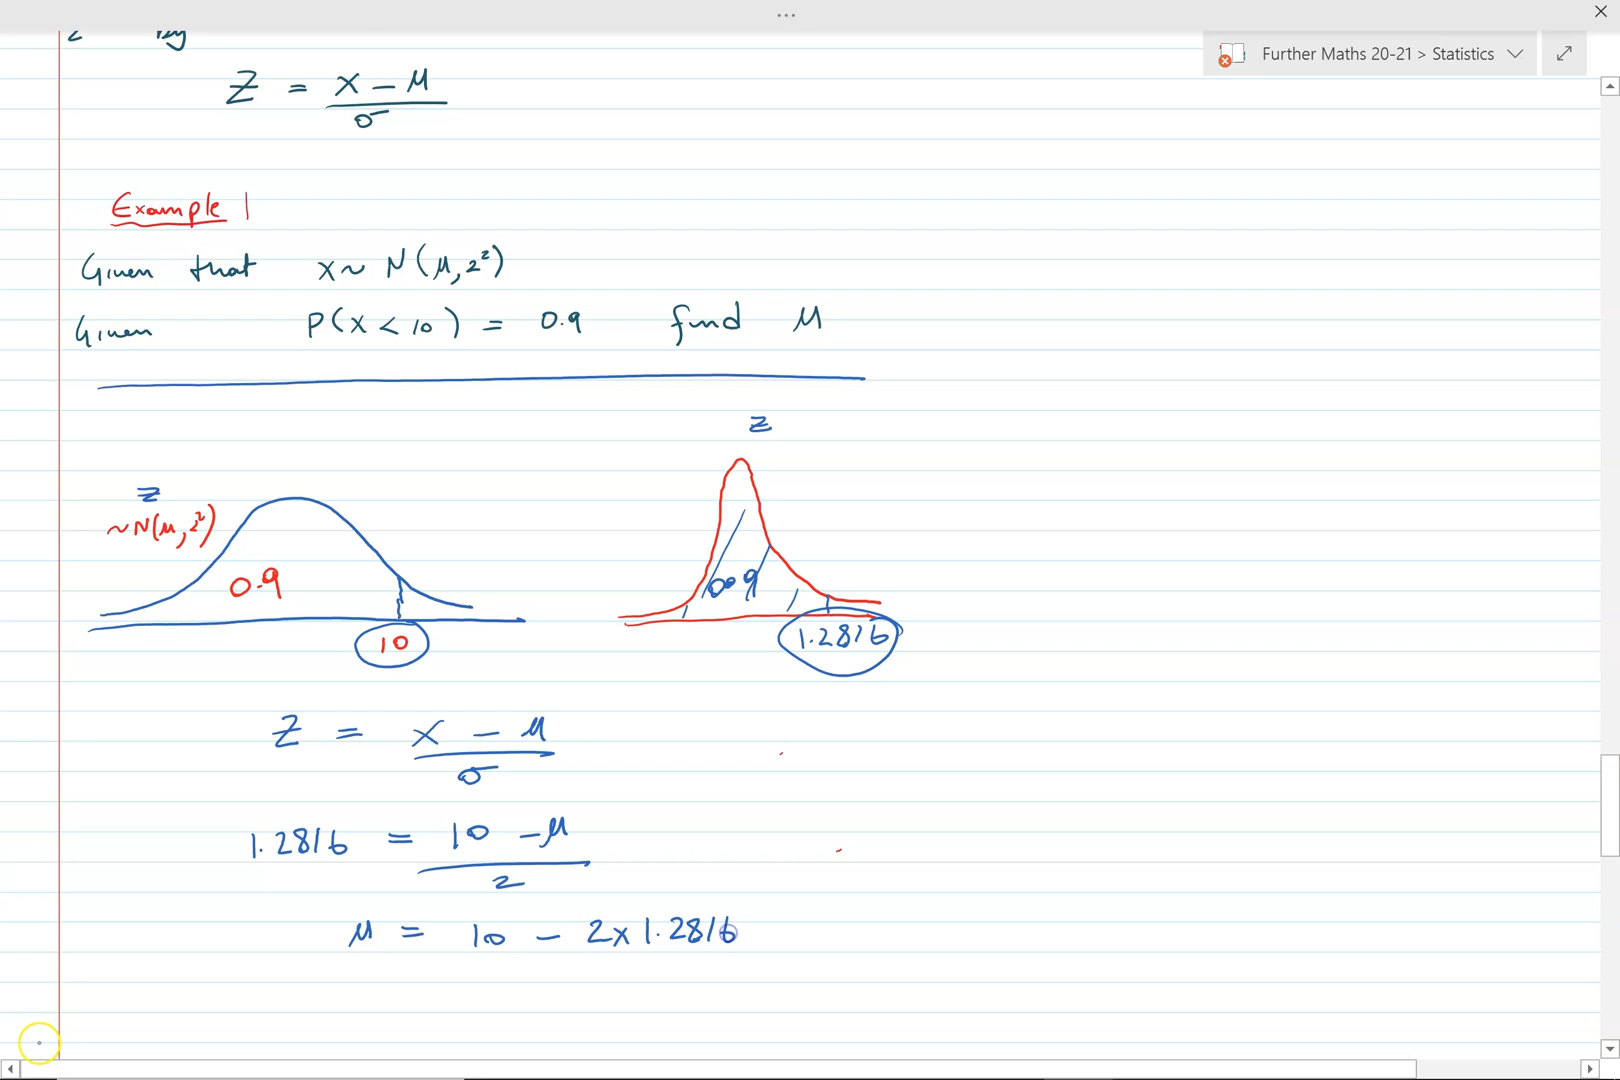 Further Maths 20-21 > Statistics
by
Z = x - μ
σ
Example 1
Given that x ~ N(μ, 2²)
Given P(X < 10) = 0.9 find μ
z
z
~N(μ, 2²)
0.9
0.9
10
1.2816
Z = x - μ
σ
1.2816 = 10 - μ
2
μ = 10 - 2 x 1.2816